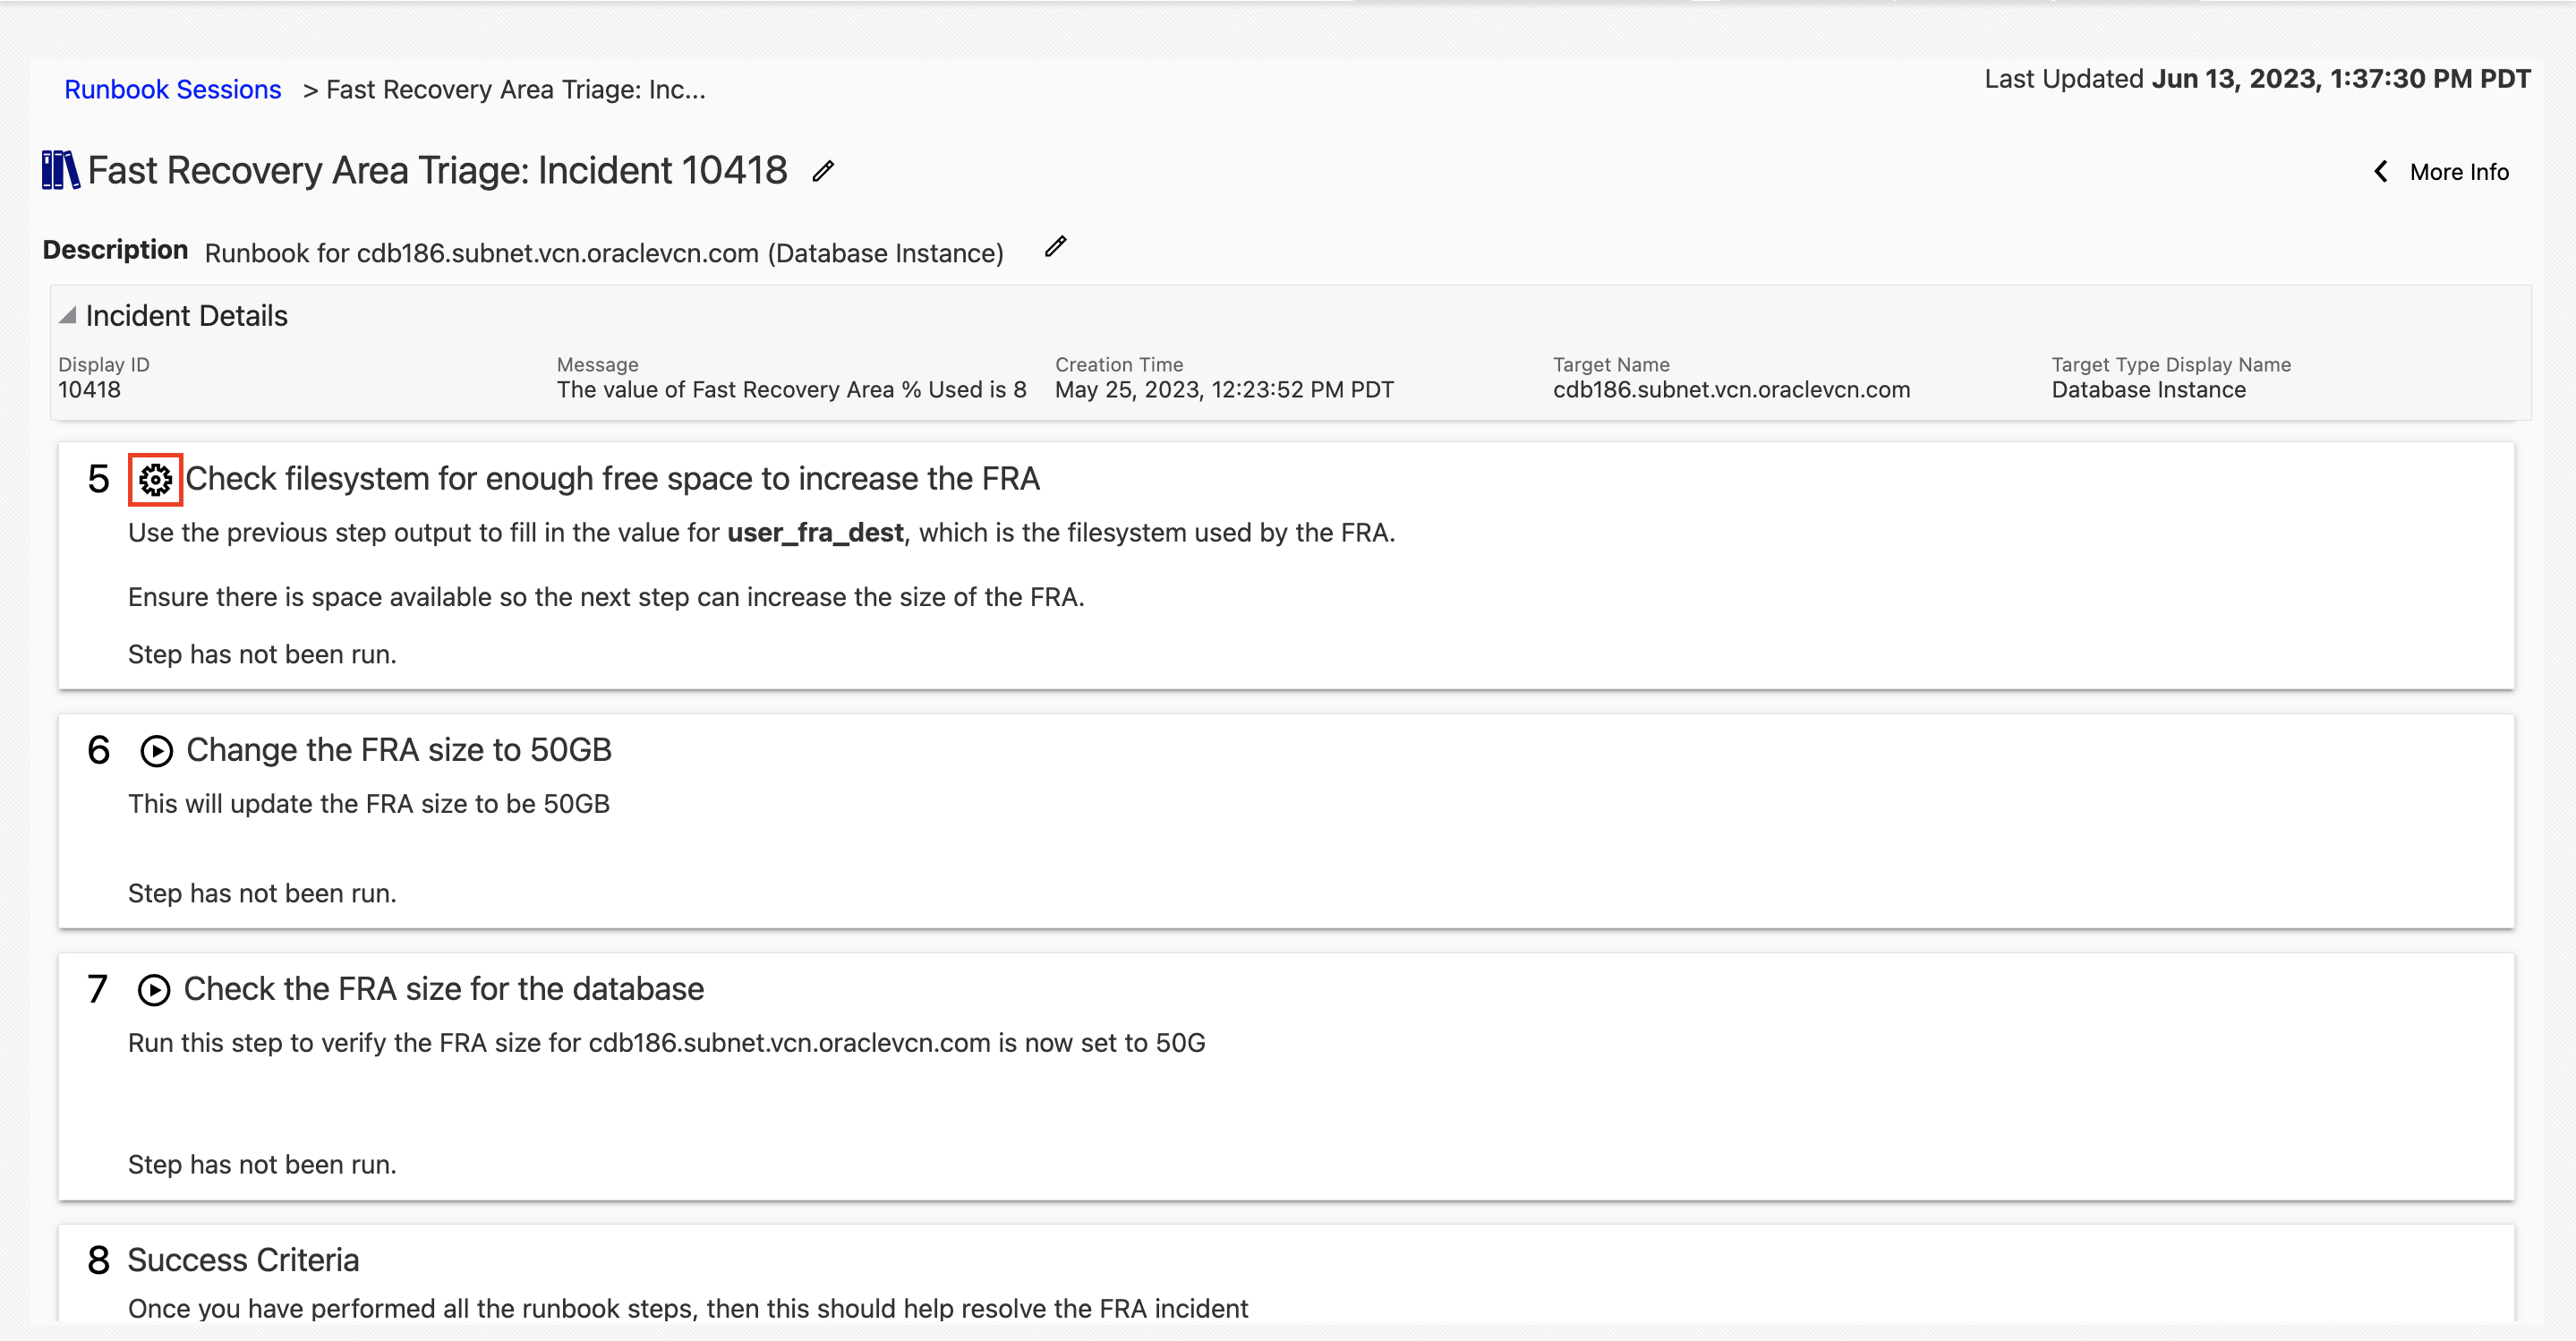 Runbook Sessions > Fast Recovery Area Triage: Inc...
Last Updated Jun 13, 2023, 1:37:30 PM PDT
Fast Recovery Area Triage: Incident 10418
More Info
Description Runbook for cdb186.subnet.vcn.oraclevcn.com (Database Instance)
Incident Details
Display ID
10418
Message
The value of Fast Recovery Area % Used is 8
Creation Time
May 25, 2023, 12:23:52 PM PDT
Target Name
cdb186.subnet.vcn.oraclevcn.com
Target Type Display Name
Database Instance
5 Check filesystem for enough free space to increase the FRA
Use the previous step output to fill in the value for user_fra_dest, which is the filesystem used by the FRA.
Ensure there is space available so the next step can increase the size of the FRA.
Step has not been run.
6 Change the FRA size to 50GB
This will update the FRA size to be 50GB
Step has not been run.
7 Check the FRA size for the database
Run this step to verify the FRA size for cdb186.subnet.vcn.oraclevcn.com is now set to 50G
Step has not been run.
8 Success Criteria
Once you have performed all the runbook steps, then this should help resolve the FRA incident